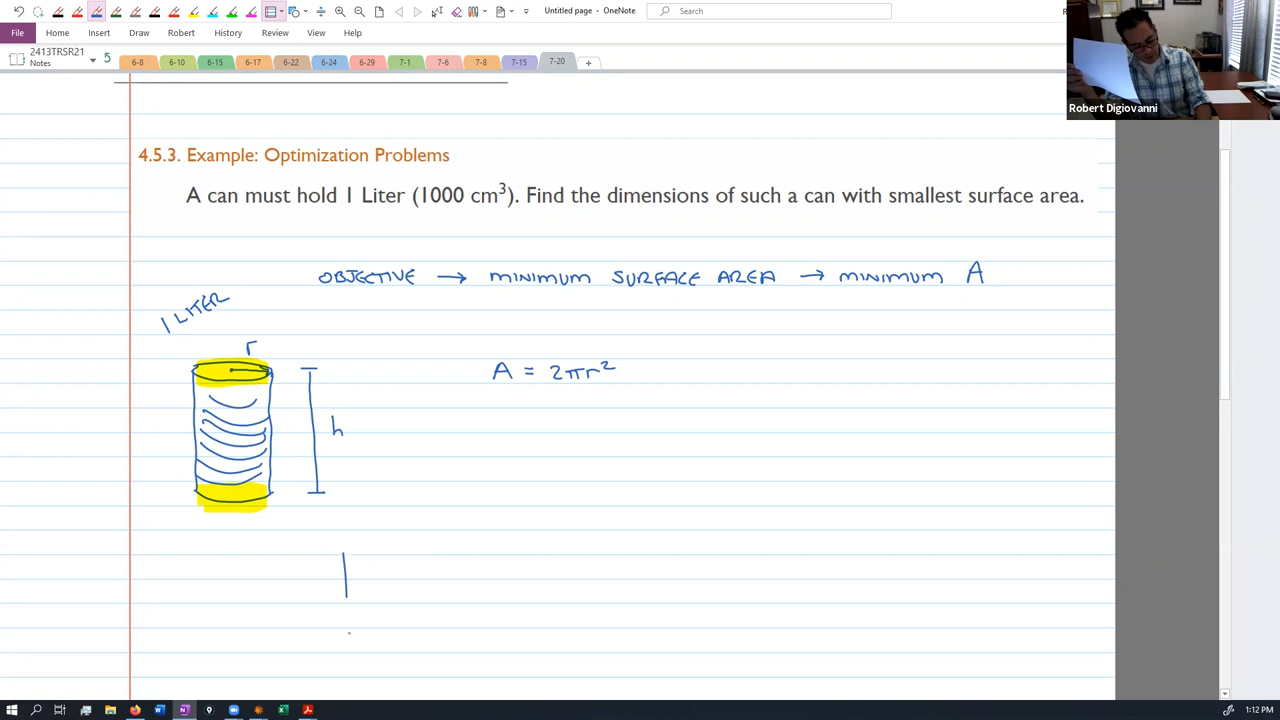 Untitled page - OneNote
Search
File
Home
Insert
Draw
Robert
History
Review
View
Help
2413TRSR21
Notes
6-8
6-10
6-15
6-17
6-22
6-24
6-29
7-1
7-6
7-8
7-15
7-20
Robert Digiovanni
4.5.3. Example: Optimization Problems
A can must hold 1 Liter (1000 cm³). Find the dimensions of such a can with smallest surface area.
OBJECTIVE → MINIMUM SURFACE AREA → MINIMUM A
1 LITER
r
A = 2πr²
h
1:12 PM